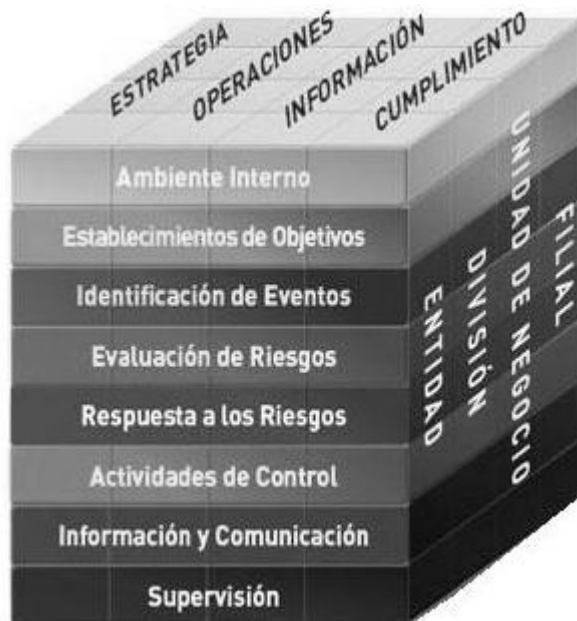 ESTRATEGIA
OPERACIONES
INFORMACIÓN
CUMPLIMIENTO
Ambiente Interno
Establecimientos de Objetivos
Identificación de Eventos
Evaluación de Riesgos
Respuesta a los Riesgos
Actividades de Control
Información y Comunicación
Supervisión
ENTIDAD
DIVISIÓN
UNIDAD DE NEGOCIO
FILIAL